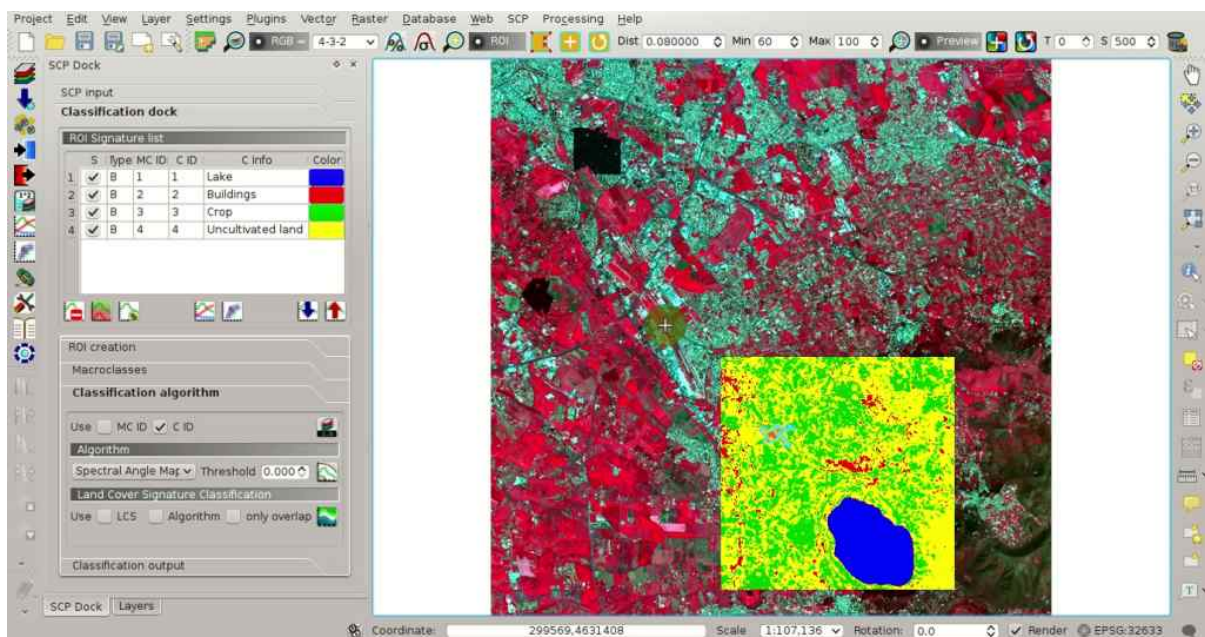 Project Edit View Layer Settings Plugins Vector Raster Database Web SCP Processing Help
RGB = 4-3-2 ROI Dist 0.080000 Min 60 Max 100 Preview T 0 S 500
SCP Dock
SCP input
Classification dock
ROI Signature list
S Type MC ID C ID C Info Color
1 B 1 1 Lake
2 B 2 2 Buildings
3 B 3 3 Crop
4 B 4 4 Uncultivated land
ROI creation
Macroclasses
Classification algorithm
Use MC ID C ID
Algorithm
Spectral Angle Map Threshold 0.000
Land Cover Signature Classification
Use LCS Algorithm only overlap
Classification output
SCP Dock Layers
Coordinate: 299569,4631408 Scale 1:107,136 Rotation: 0.0 Render EPSG:32633